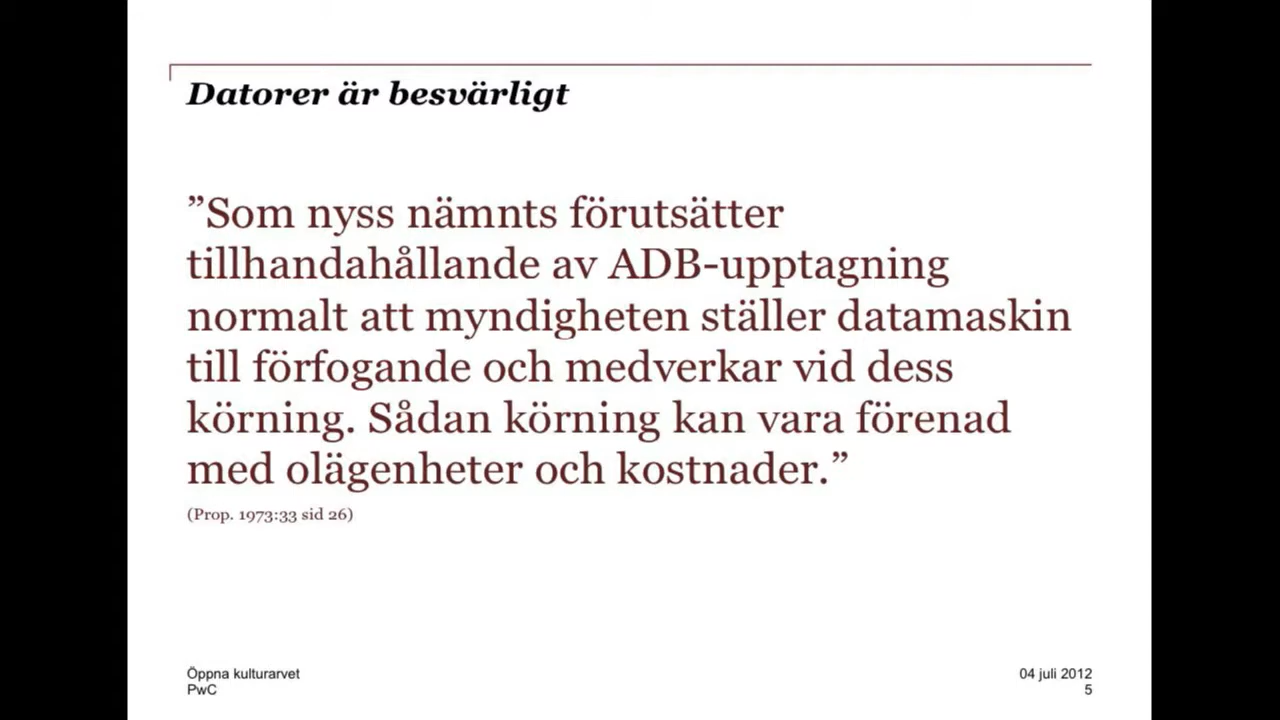 Datorer är besvärligt
”Som nyss nämnts förutsätter
tillhandahållande av ADB-upptagning
normalt att myndigheten ställer datamaskin
till förfogande och medverkar vid dess
körning. Sådan körning kan vara förenad
med olägenheter och kostnader.”
(Prop. 1973:33 sid 26)
Öppna kulturarvet
PwC
04 juli 2012
5